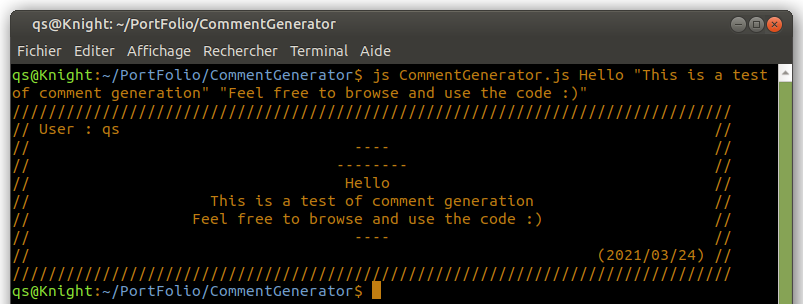 qs@Knight: ~/PortFolio/CommentGenerator
Fichier Editer Affichage Rechercher Terminal Aide
qs@Knight:~/PortFolio/CommentGenerator$ js CommentGenerator.js Hello "This is a test
of comment generation" "Feel free to browse and use the code :)"
////////////////////////////////////////////////////////////////////////////////
// User : qs                                                                  //
//                                    ----                                    //
//                                  --------                                  //
//                                   Hello                                    //
//                    This is a test of comment generation                    //
//                  Feel free to browse and use the code :)                   //
//                                    ----                                    //
//                                                               (2021/03/24) //
////////////////////////////////////////////////////////////////////////////////
qs@Knight:~/PortFolio/CommentGenerator$